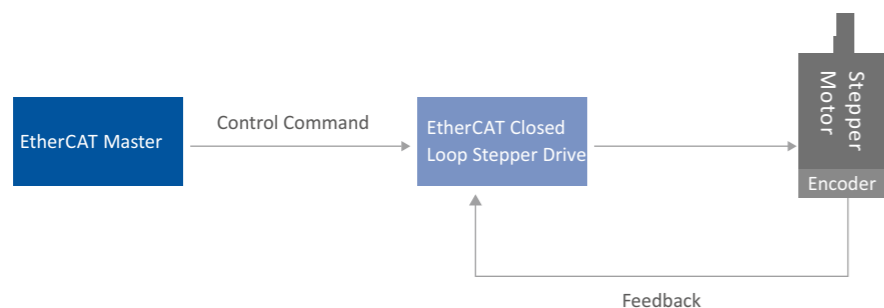 EtherCAT Master
Control Command
EtherCAT Closed
Loop Stepper Drive
Stepper
Motor
Encoder
Feedback